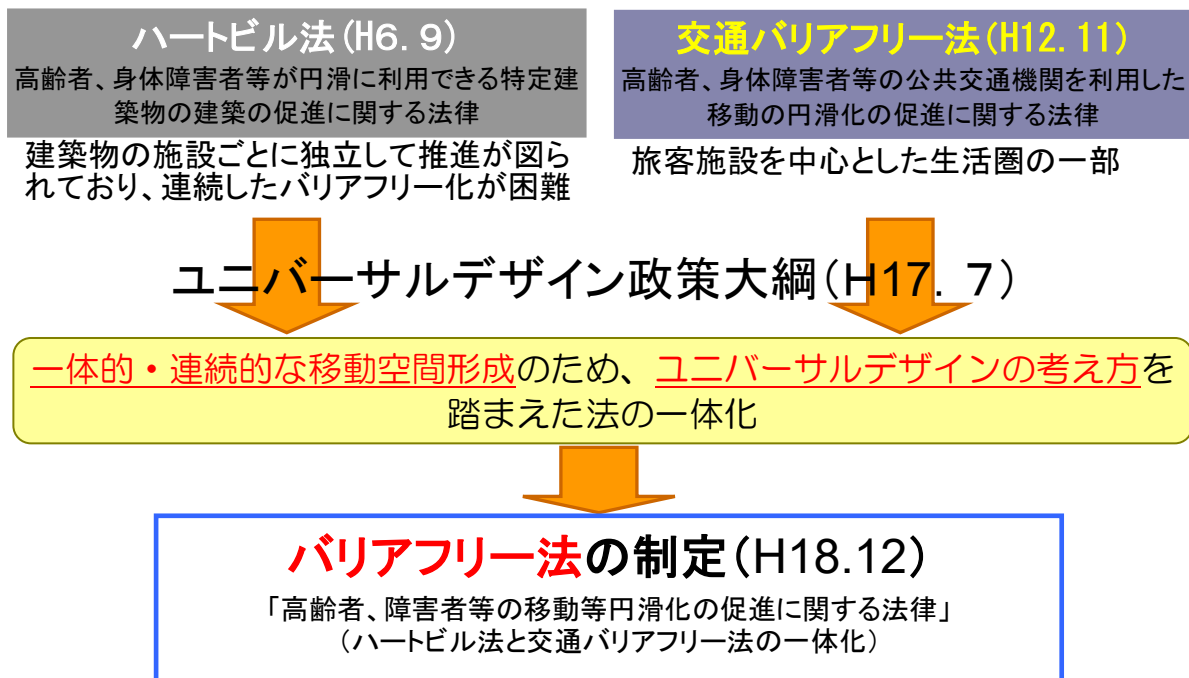 ハートビル法(H6.9)
高齢者、身体障害者等が円滑に利用できる特定建
築物の建築の促進に関する法律
建築物の施設ごとに独立して推進が図ら
れており、連続したバリアフリー化が困難
交通バリアフリー法(H12.11)
高齢者、身体障害者等の公共交通機関を利用した
移動の円滑化の促進に関する法律
旅客施設を中心とした生活圏の一部
ユニバーサルデザイン政策大綱(H17.7)
一体的・連続的な移動空間形成のため、ユニバーサルデザインの考え方を
踏まえた法の一体化
バリアフリー法の制定(H18.12)
「高齢者、障害者等の移動等円滑化の促進に関する法律」
(ハートビル法と交通バリアフリー法の一体化)